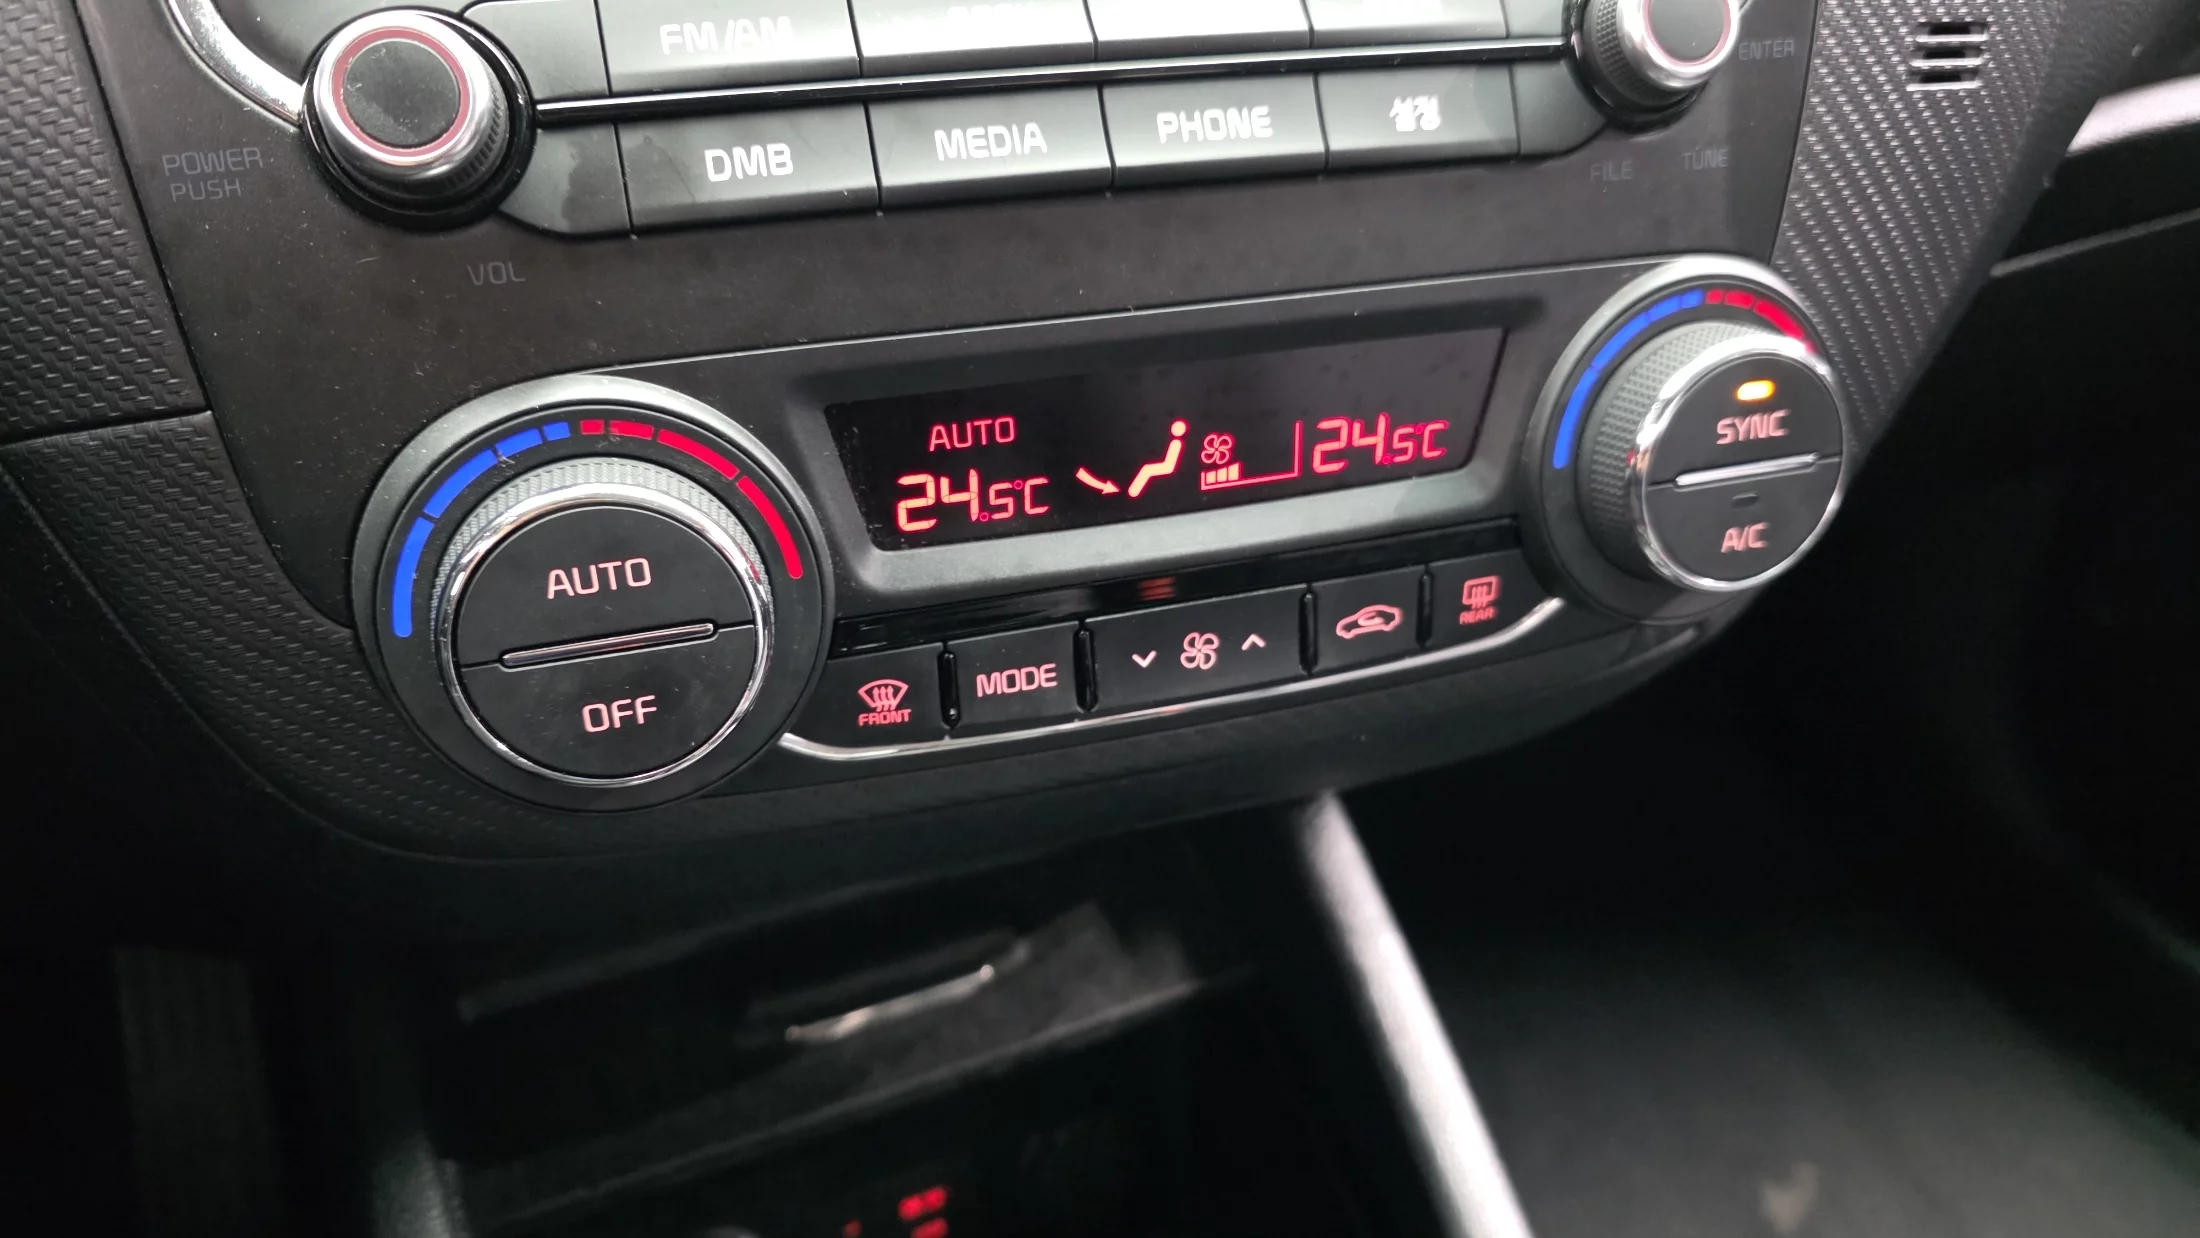 FM/AM
ENTER
POWER
PUSH
DMB
MEDIA
PHONE
FILE
TUNE
VOL
AUTO
24.5°C
24.5°C
SYNC
A/C
AUTO
OFF
FRONT
MODE
REAR